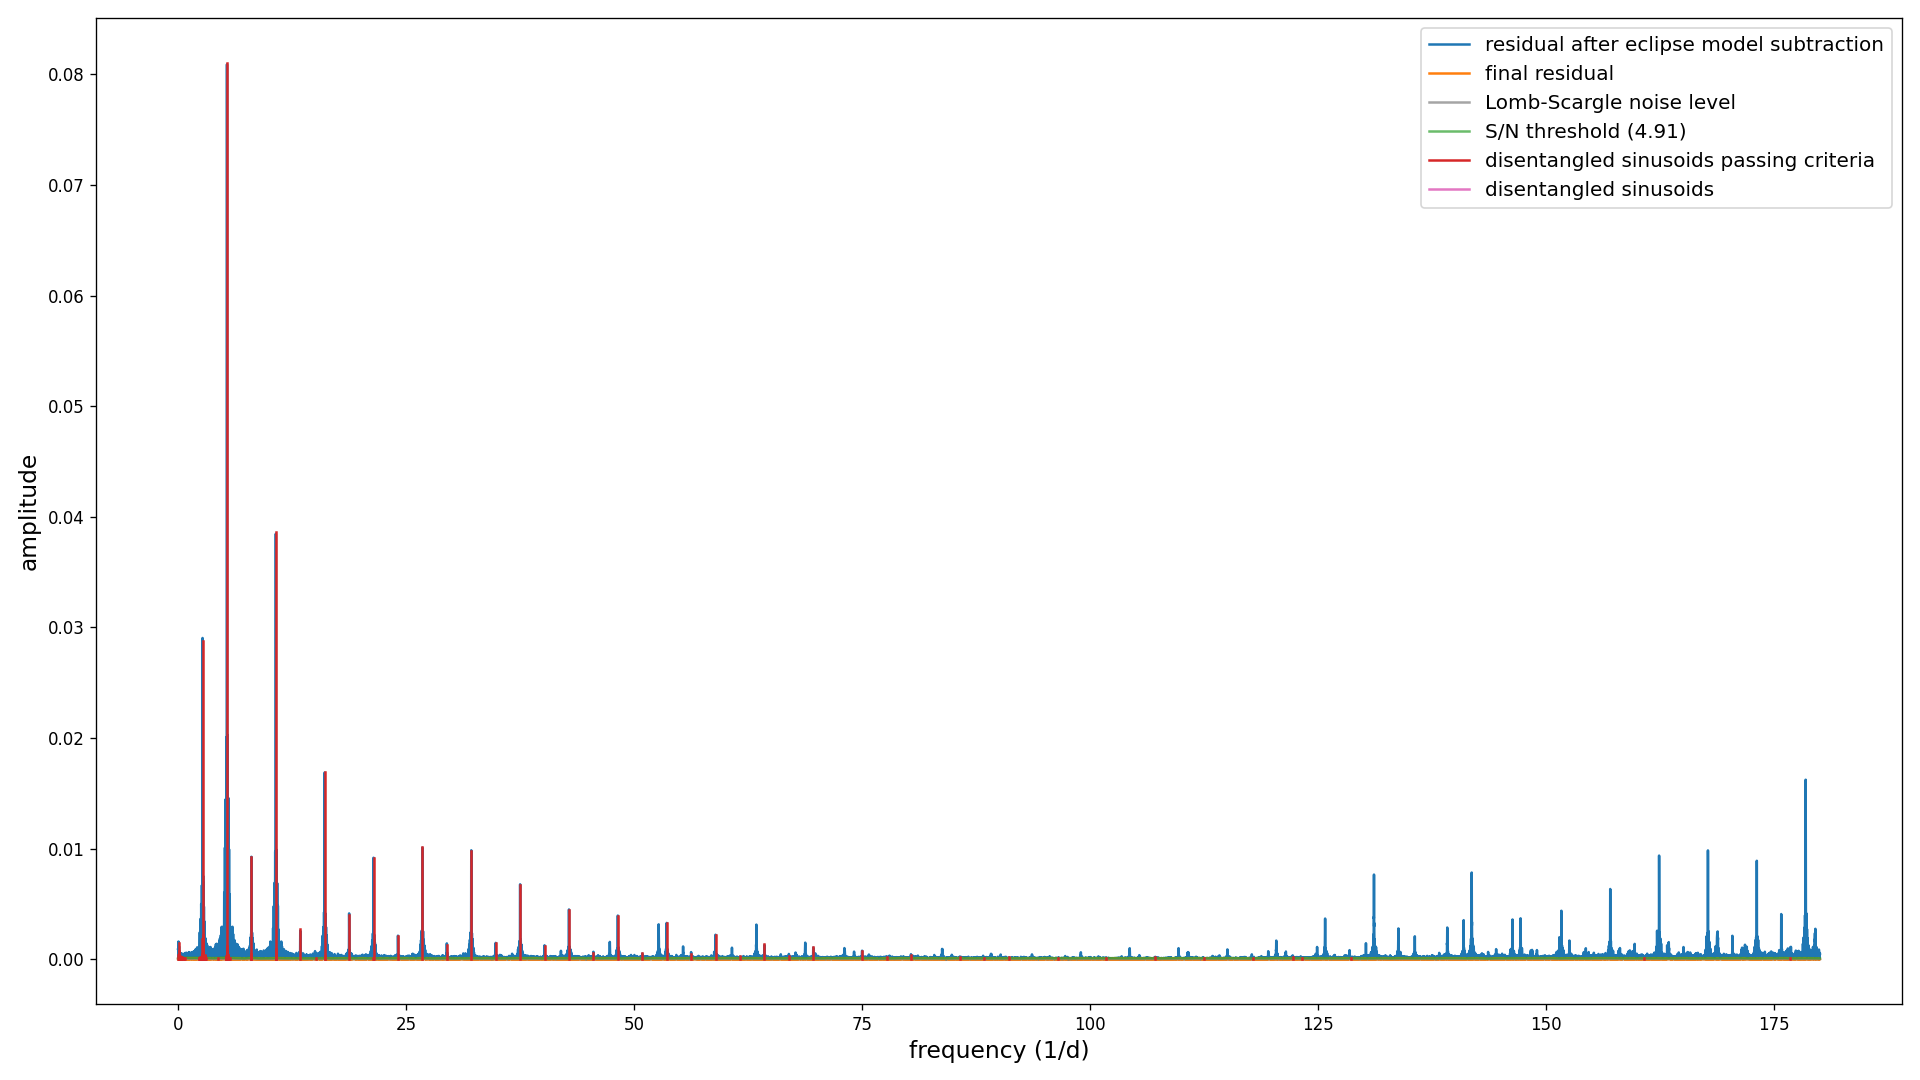 residual after eclipse model subtraction
final residual
Lomb-Scargle noise level
S/N threshold (4.91)
disentangled sinusoids passing criteria
disentangled sinusoids
0.08
0.07
0.06
0.05
0.04
0.03
0.02
0.01
0.00
amplitude
0 25 50 75 100 125 150 175
frequency (1/d)